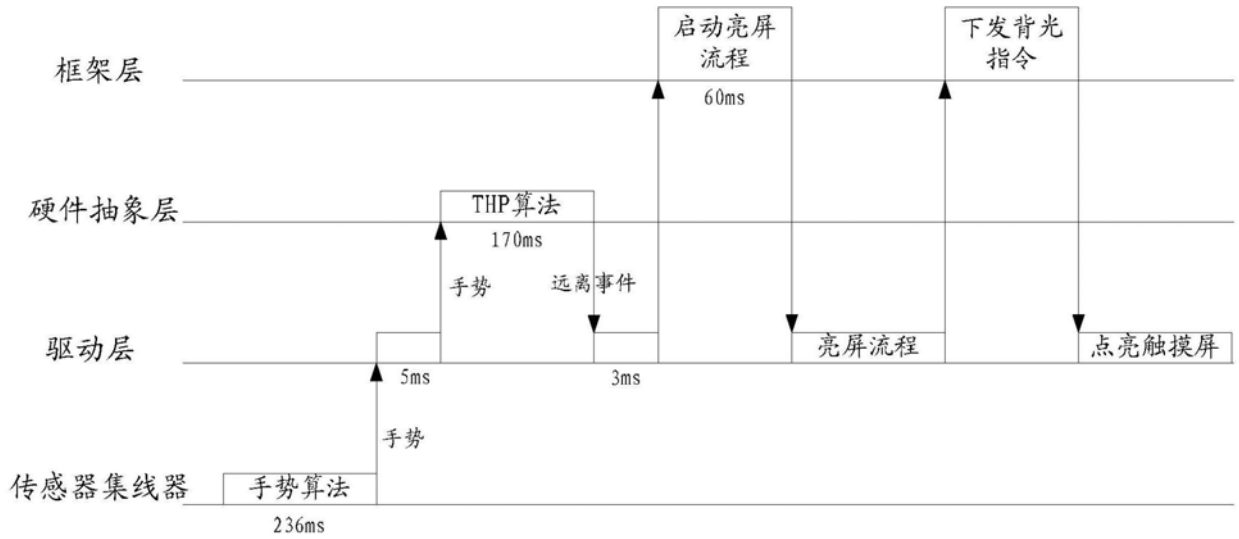 启动亮屏
流程
下发背光
指令
框架层
60ms
硬件抽象层
THP算法
170ms
手势
远离事件
驱动层
亮屏流程
点亮触摸屏
5ms
3ms
手势
传感器集线器
手势算法
236ms